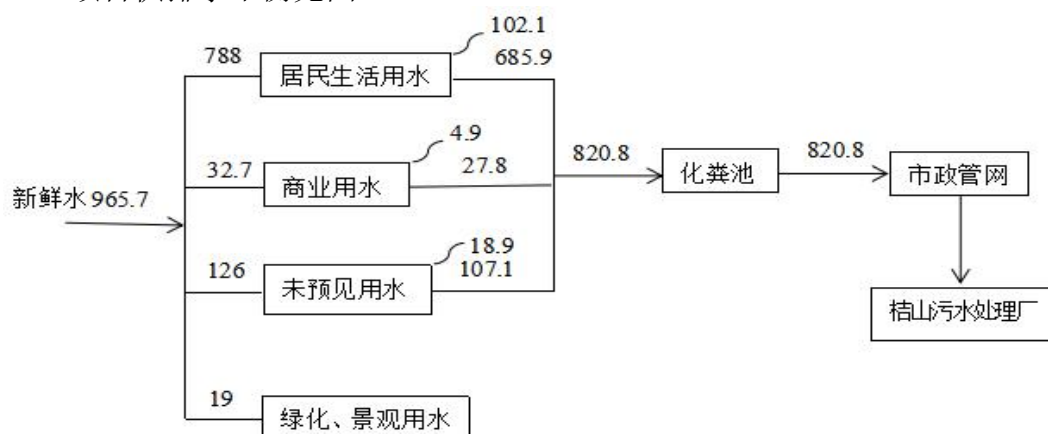 102.1
788
居民生活用水
685.9
4.9
32.7
商业用水
27.8
820.8
化粪池
820.8
市政管网
新鲜水965.7
18.9
126
未预见用水
107.1
桔山污水处理厂
19
绿化、景观用水